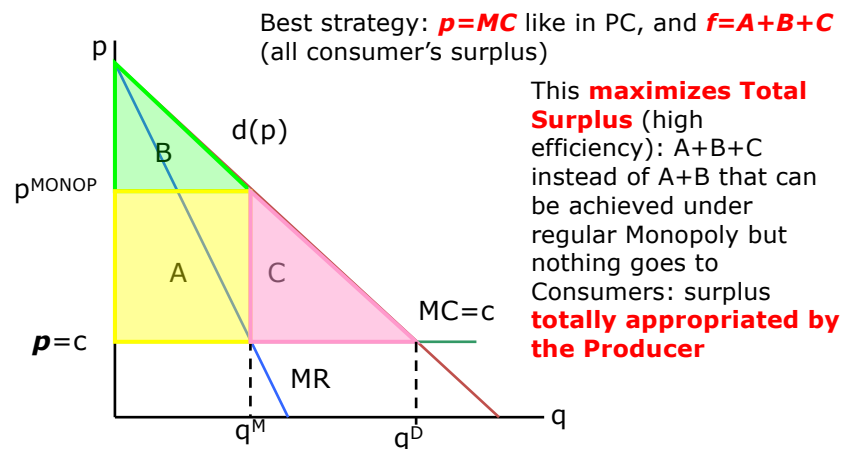 Best strategy: p=MC like in PC, and f=A+B+C
(all consumer's surplus)
p
This maximizes Total
Surplus (high
efficiency): A+B+C
instead of A+B that can
be achieved under
regular Monopoly but
nothing goes to
Consumers: surplus
totally appropriated by
the Producer
d(p)
B
p^MONOP
A
C
MC=c
p=c
MR
q^M
q^D
q